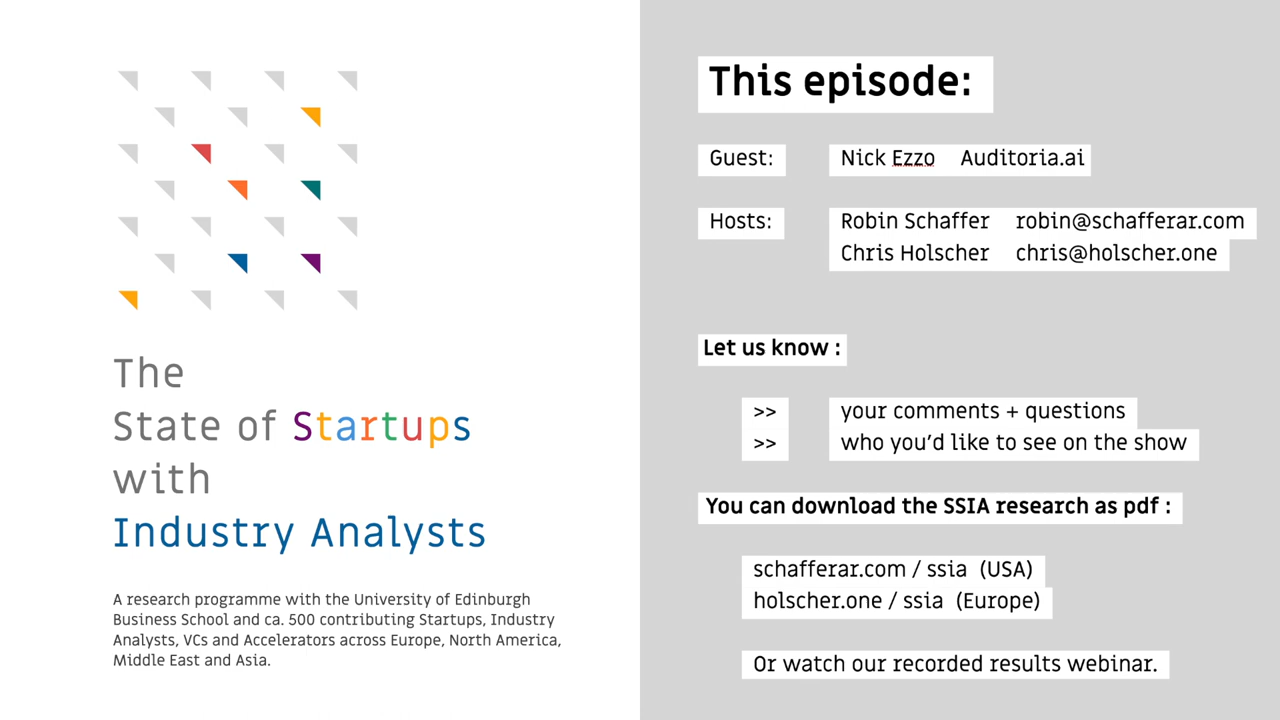 The
State of Startups
with
Industry Analysts
A research programme with the University of Edinburgh
Business School and ca. 500 contributing Startups, Industry
Analysts, VCs and Accelerators across Europe, North America,
Middle East and Asia.
This episode:
Guest: Nick Ezzo Auditoria.ai
Hosts: Robin Schaffer robin@schafferar.com
Chris Holscher chris@holscher.one
Let us know :
>> your comments + questions
>> who you’d like to see on the show
You can download the SSIA research as pdf :
schafferar.com / ssia (USA)
holscher.one / ssia (Europe)
Or watch our recorded results webinar.